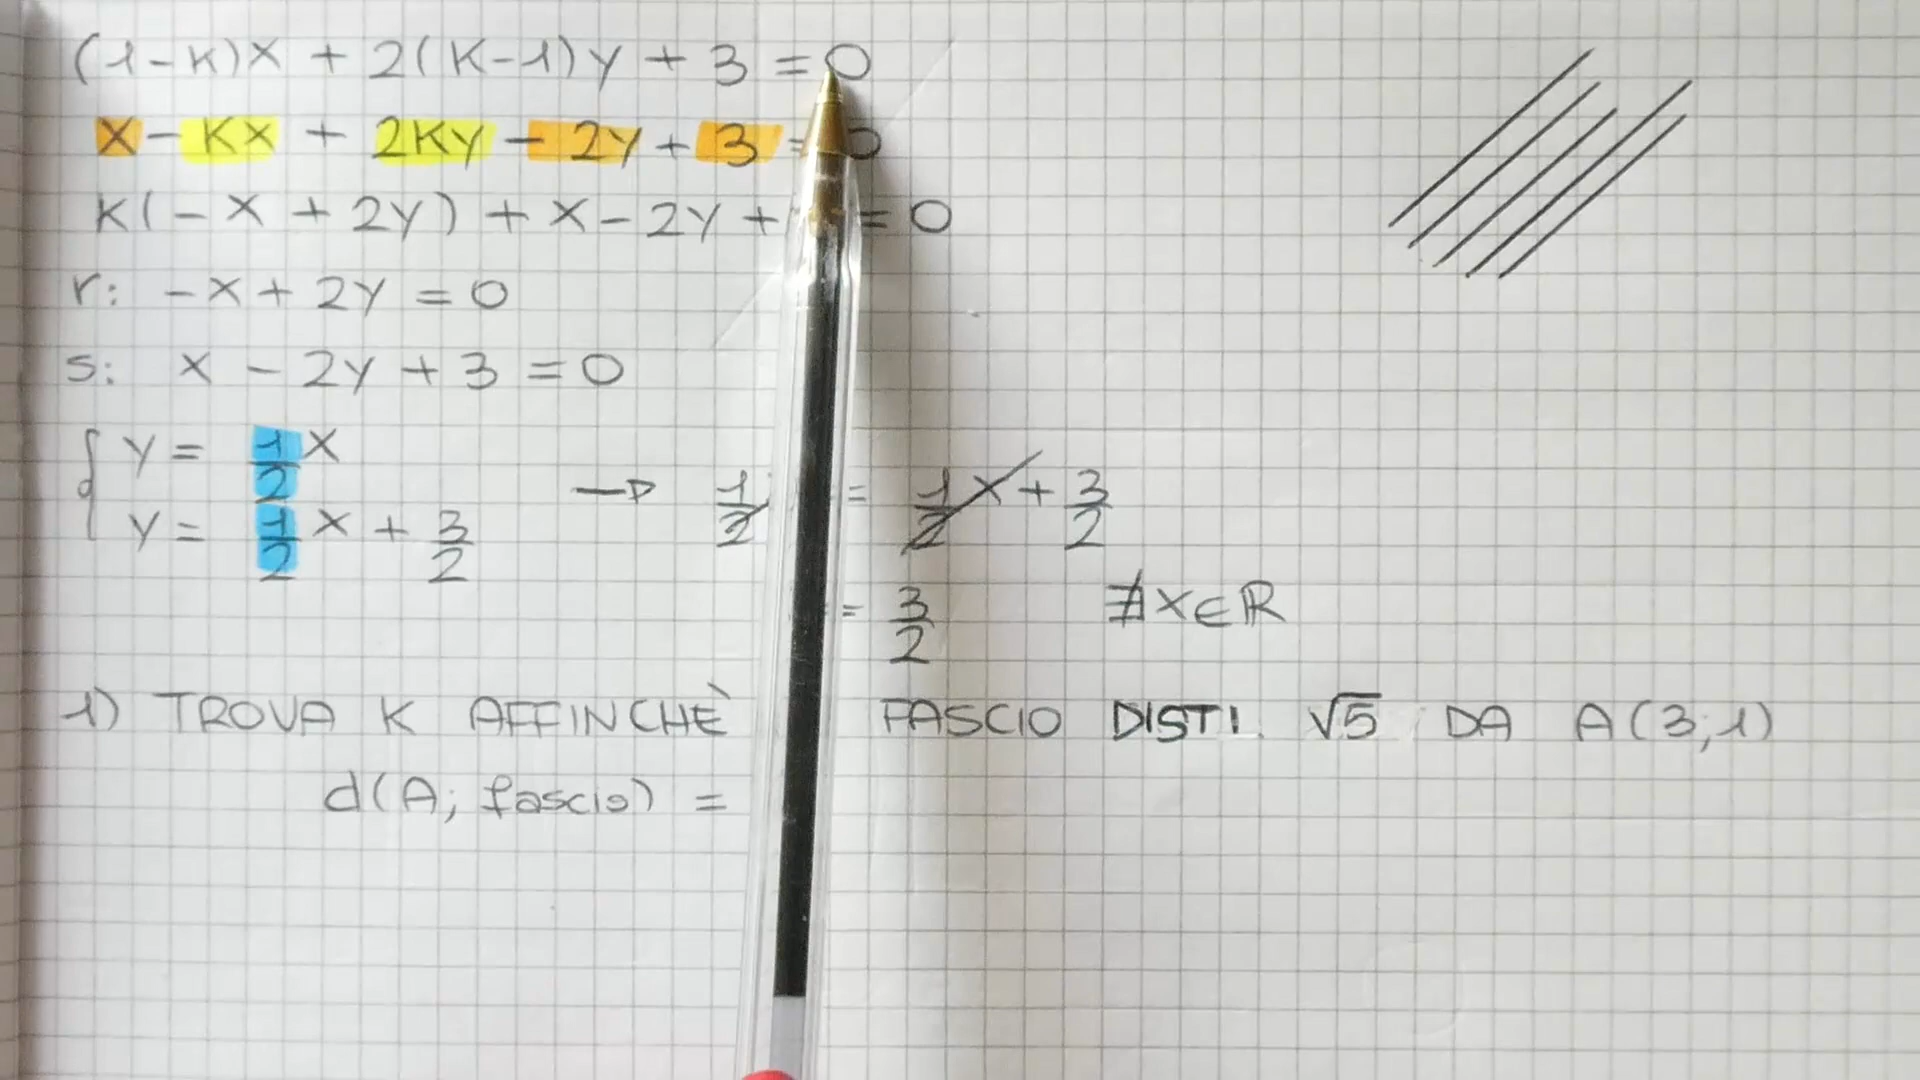 (1-K)X + 2(K-1)Y + 3 = 0
X - KX + 2KY - 2Y + 3 = 0
K(-X + 2Y) + X - 2Y + = 0
r: -X + 2Y = 0
s: X - 2Y + 3 = 0
{ Y = 1/2 X
Y = 1/2 X + 3/2
→ 1/2 = 1/2 X + 3/2
= 3/2 ∄ X ∈ ℝ
1) TROVA K AFFINCHÈ FASCIO DISTI √5 DA A(3;1)
d(A; fascio) =